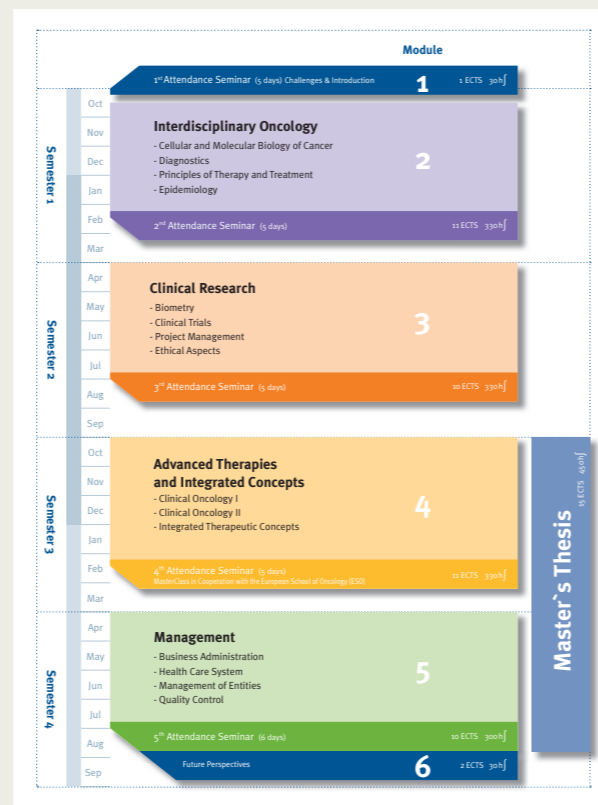 Module
1st Attendance Seminar (5 days) Challenges & Introduction 1 1 ECTS 30h
Semester 1
Oct
Nov
Dec
Jan
Feb
Mar
Interdisciplinary Oncology
- Cellular and Molecular Biology of Cancer
- Diagnostics
- Principles of Therapy and Treatment
- Epidemiology
2
2nd Attendance Seminar (5 days) 11 ECTS 330h
Semester 2
Apr
May
Jun
Jul
Aug
Sep
Clinical Research
- Biometry
- Clinical Trials
- Project Management
- Ethical Aspects
3
3rd Attendance Seminar (5 days) 10 ECTS 330h
Semester 3
Oct
Nov
Dec
Jan
Feb
Mar
Advanced Therapies
and Integrated Concepts
- Clinical Oncology I
- Clinical Oncology II
- Integrated Therapeutic Concepts
4
4th Attendance Seminar (5 days) 11 ECTS 330h
MasterClass in Cooperation with the European School of Oncology (ESO)
Semester 4
Apr
May
Jun
Jul
Aug
Sep
Management
- Business Administration
- Health Care System
- Management of Entities
- Quality Control
5
5th Attendance Seminar (6 days) 10 ECTS 300h
Future Perspectives 6 2 ECTS 30h
Master`s Thesis
15 ECTS 450h